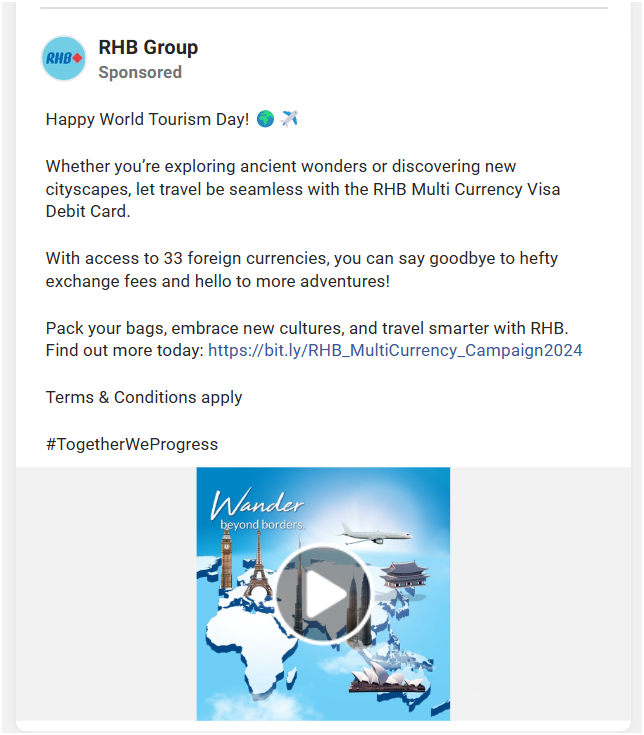 RHB
RHB Group
Sponsored
Happy World Tourism Day! 🌍 ✈️
Whether you’re exploring ancient wonders or discovering new
cityscapes, let travel be seamless with the RHB Multi Currency Visa
Debit Card.
With access to 33 foreign currencies, you can say goodbye to hefty
exchange fees and hello to more adventures!
Pack your bags, embrace new cultures, and travel smarter with RHB.
Find out more today: https://bit.ly/RHB_MultiCurrency_Campaign2024
Terms & Conditions apply
#TogetherWeProgress
Wander
beyond borders.